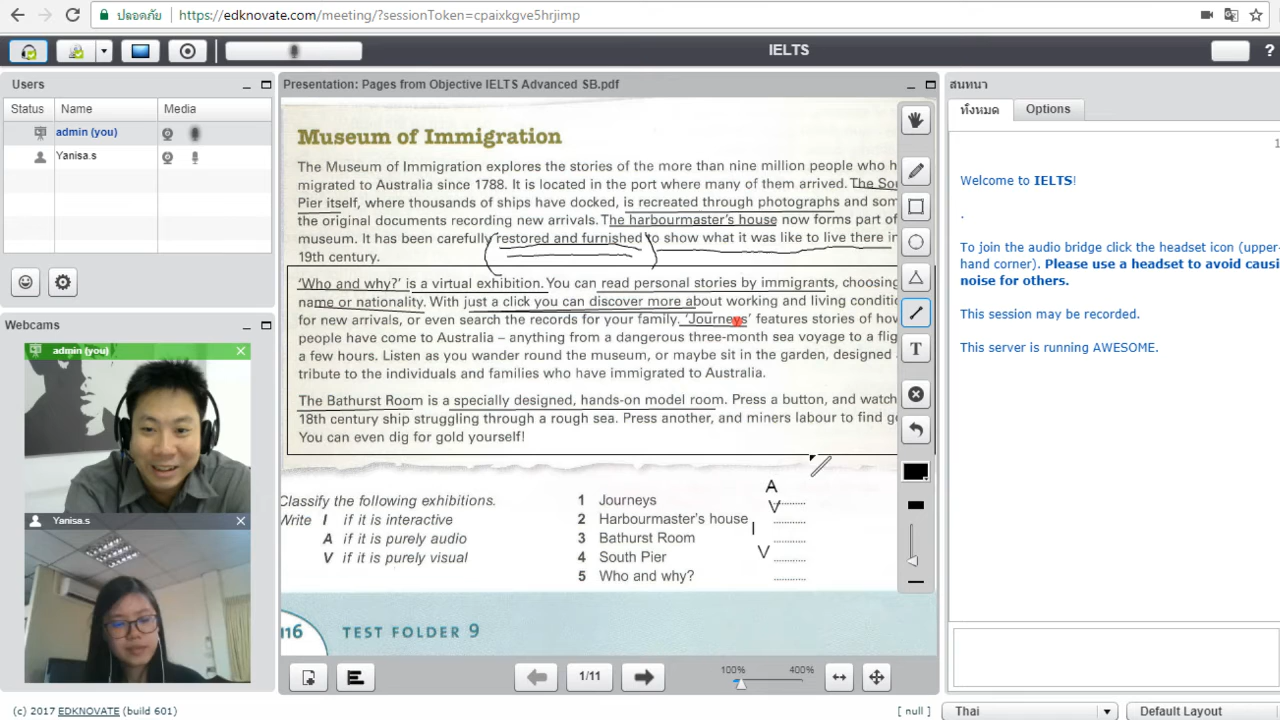 ปลอดภัย
https://edknovate.com/meeting/?sessionToken=cpaixkgve5hrjimp
IELTS
?
Users
Status Name Media
admin (you)
Yanisa.s
Webcams
admin (you)
Yanisa.s
Presentation: Pages from Objective IELTS Advanced SB.pdf
Museum of Immigration
The Museum of Immigration explores the stories of the more than nine million people who h
migrated to Australia since 1788. It is located in the port where many of them arrived. The Sou
Pier itself, where thousands of ships have docked, is recreated through photographs and som
the original documents recording new arrivals. The harbourmaster's house now forms part of
museum. It has been carefully restored and furnished to show what it was like to live there in
19th century.
'Who and why?' is a virtual exhibition. You can read personal stories by immigrants, choosing
name or nationality. With just a click you can discover more about working and living conditio
for new arrivals, or even search the records for your family. 'Journeys' features stories of how
people have come to Australia – anything from a dangerous three-month sea voyage to a flig
a few hours. Listen as you wander round the museum, or maybe sit in the garden, designed
tribute to the individuals and families who have immigrated to Australia.
The Bathurst Room is a specially designed, hands-on model room. Press a button, and watch
18th century ship struggling through a rough sea. Press another, and miners labour to find go
You can even dig for gold yourself!
Classify the following exhibitions.
Write I if it is interactive
A if it is purely audio
V if it is purely visual
1 Journeys ..........
2 Harbourmaster's house ..........
3 Bathurst Room ..........
4 South Pier ..........
5 Who and why? ..........
A
V
I
V
116 TEST FOLDER 9
T
1/11
100% 400%
สนทนา
ทั้งหมด Options
1
Welcome to IELTS!
.
To join the audio bridge click the headset icon (upper-
hand corner). Please use a headset to avoid causi
noise for others.
This session may be recorded.
This server is running AWESOME.
(c) 2017 EDKNOVATE (build 601)
[ null ]
Thai
Default Layout